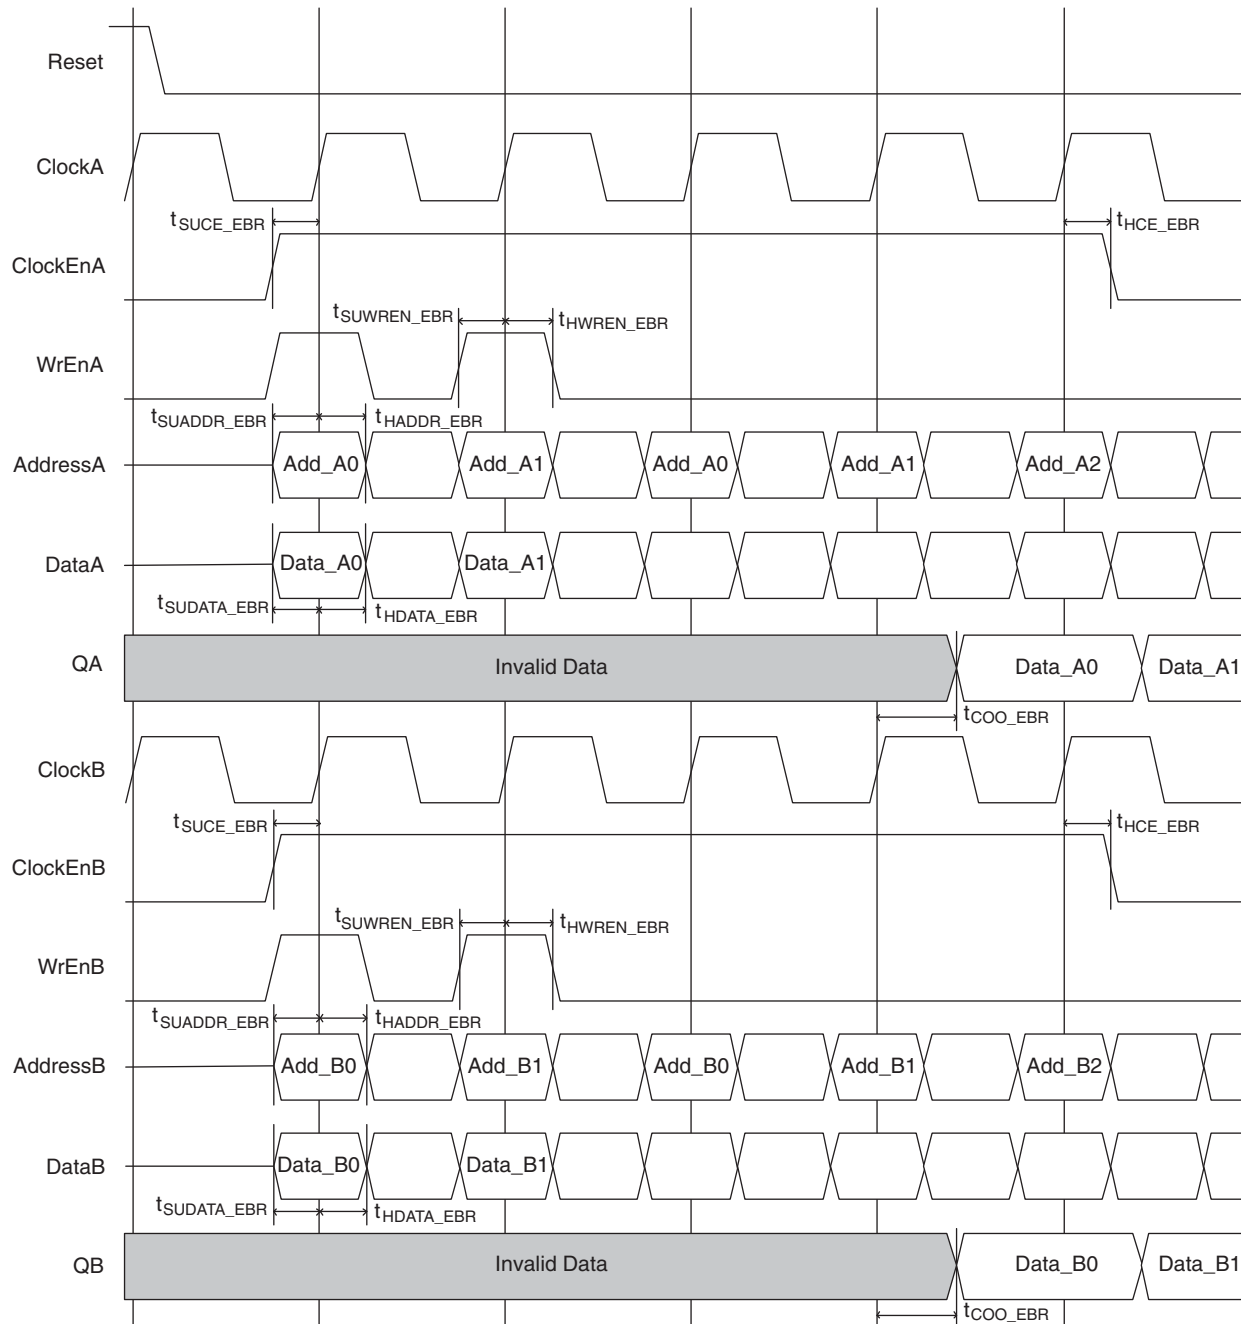 Reset
ClockA
tSUCE_EBR tHCE_EBR
ClockEnA
tSUWREN_EBR tHWREN_EBR
WrEnA
tSUADDR_EBR tHADDR_EBR
AddressA Add_A0 Add_A1 Add_A0 Add_A1 Add_A2
DataA Data_A0 Data_A1
tSUDATA_EBR tHDATA_EBR
QA Invalid Data Data_A0 Data_A1
tCOO_EBR
ClockB
tSUCE_EBR tHCE_EBR
ClockEnB
tSUWREN_EBR tHWREN_EBR
WrEnB
tSUADDR_EBR tHADDR_EBR
AddressB Add_B0 Add_B1 Add_B0 Add_B1 Add_B2
DataB Data_B0 Data_B1
tSUDATA_EBR tHDATA_EBR
QB Invalid Data Data_B0 Data_B1
tCOO_EBR